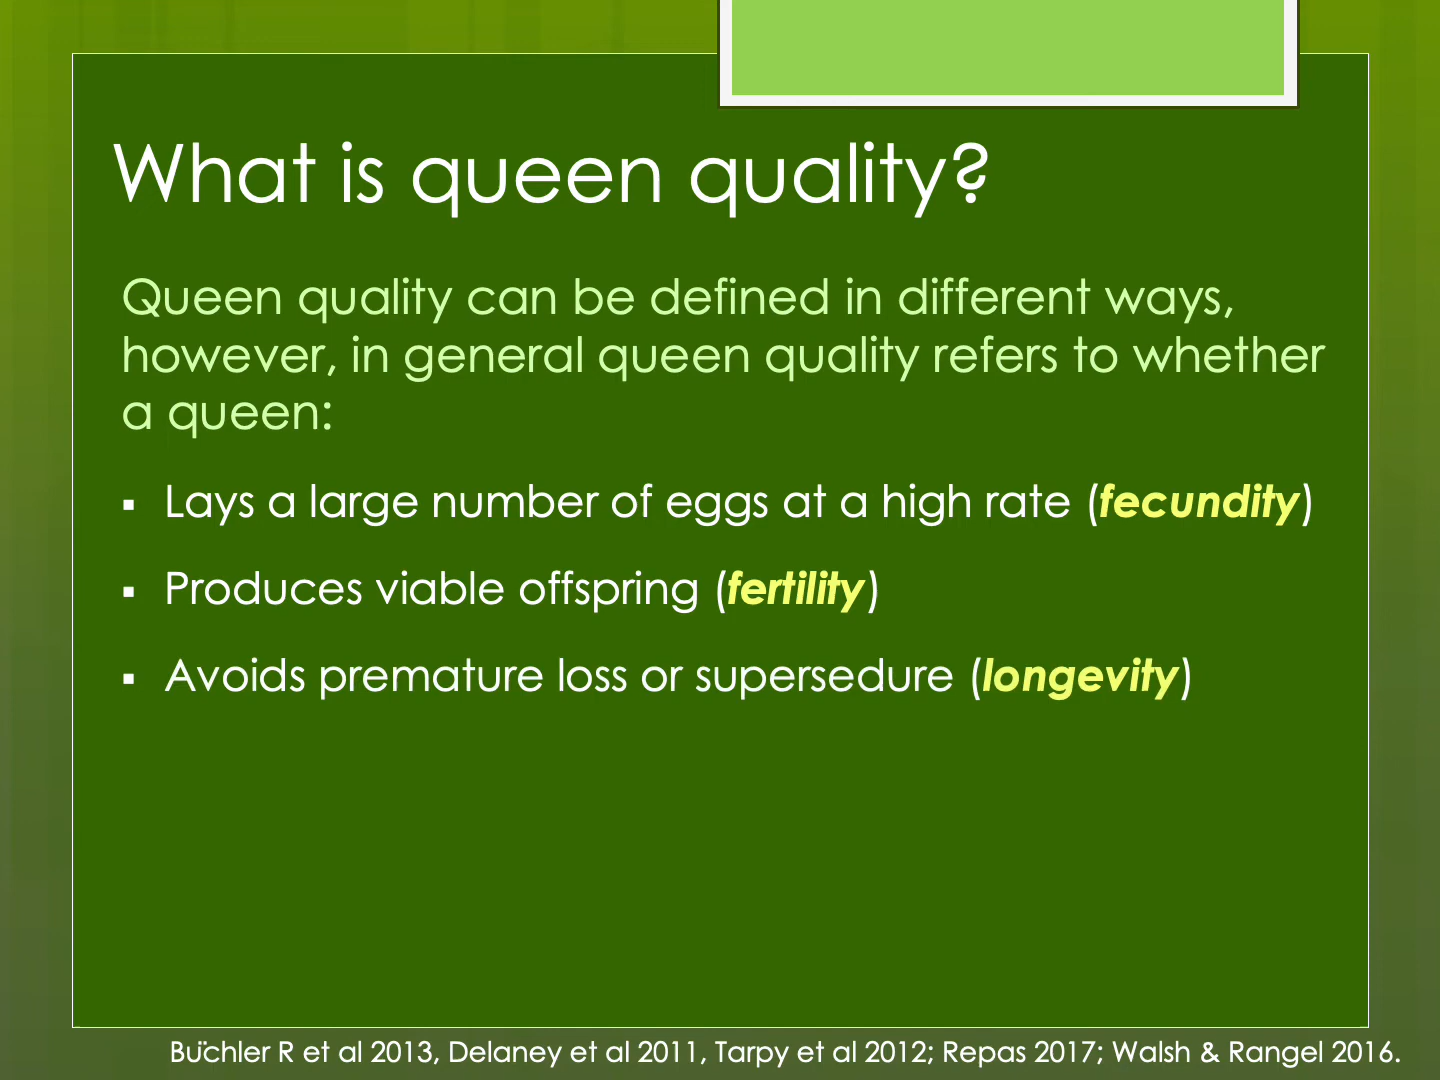 What is queen quality?
Queen quality can be defined in different ways,
however, in general queen quality refers to whether
a queen:
▪ Lays a large number of eggs at a high rate (fecundity)
▪ Produces viable offspring (fertility)
▪ Avoids premature loss or supersedure (longevity)
Büchler R et al 2013, Delaney et al 2011, Tarpy et al 2012; Repas 2017; Walsh & Rangel 2016.